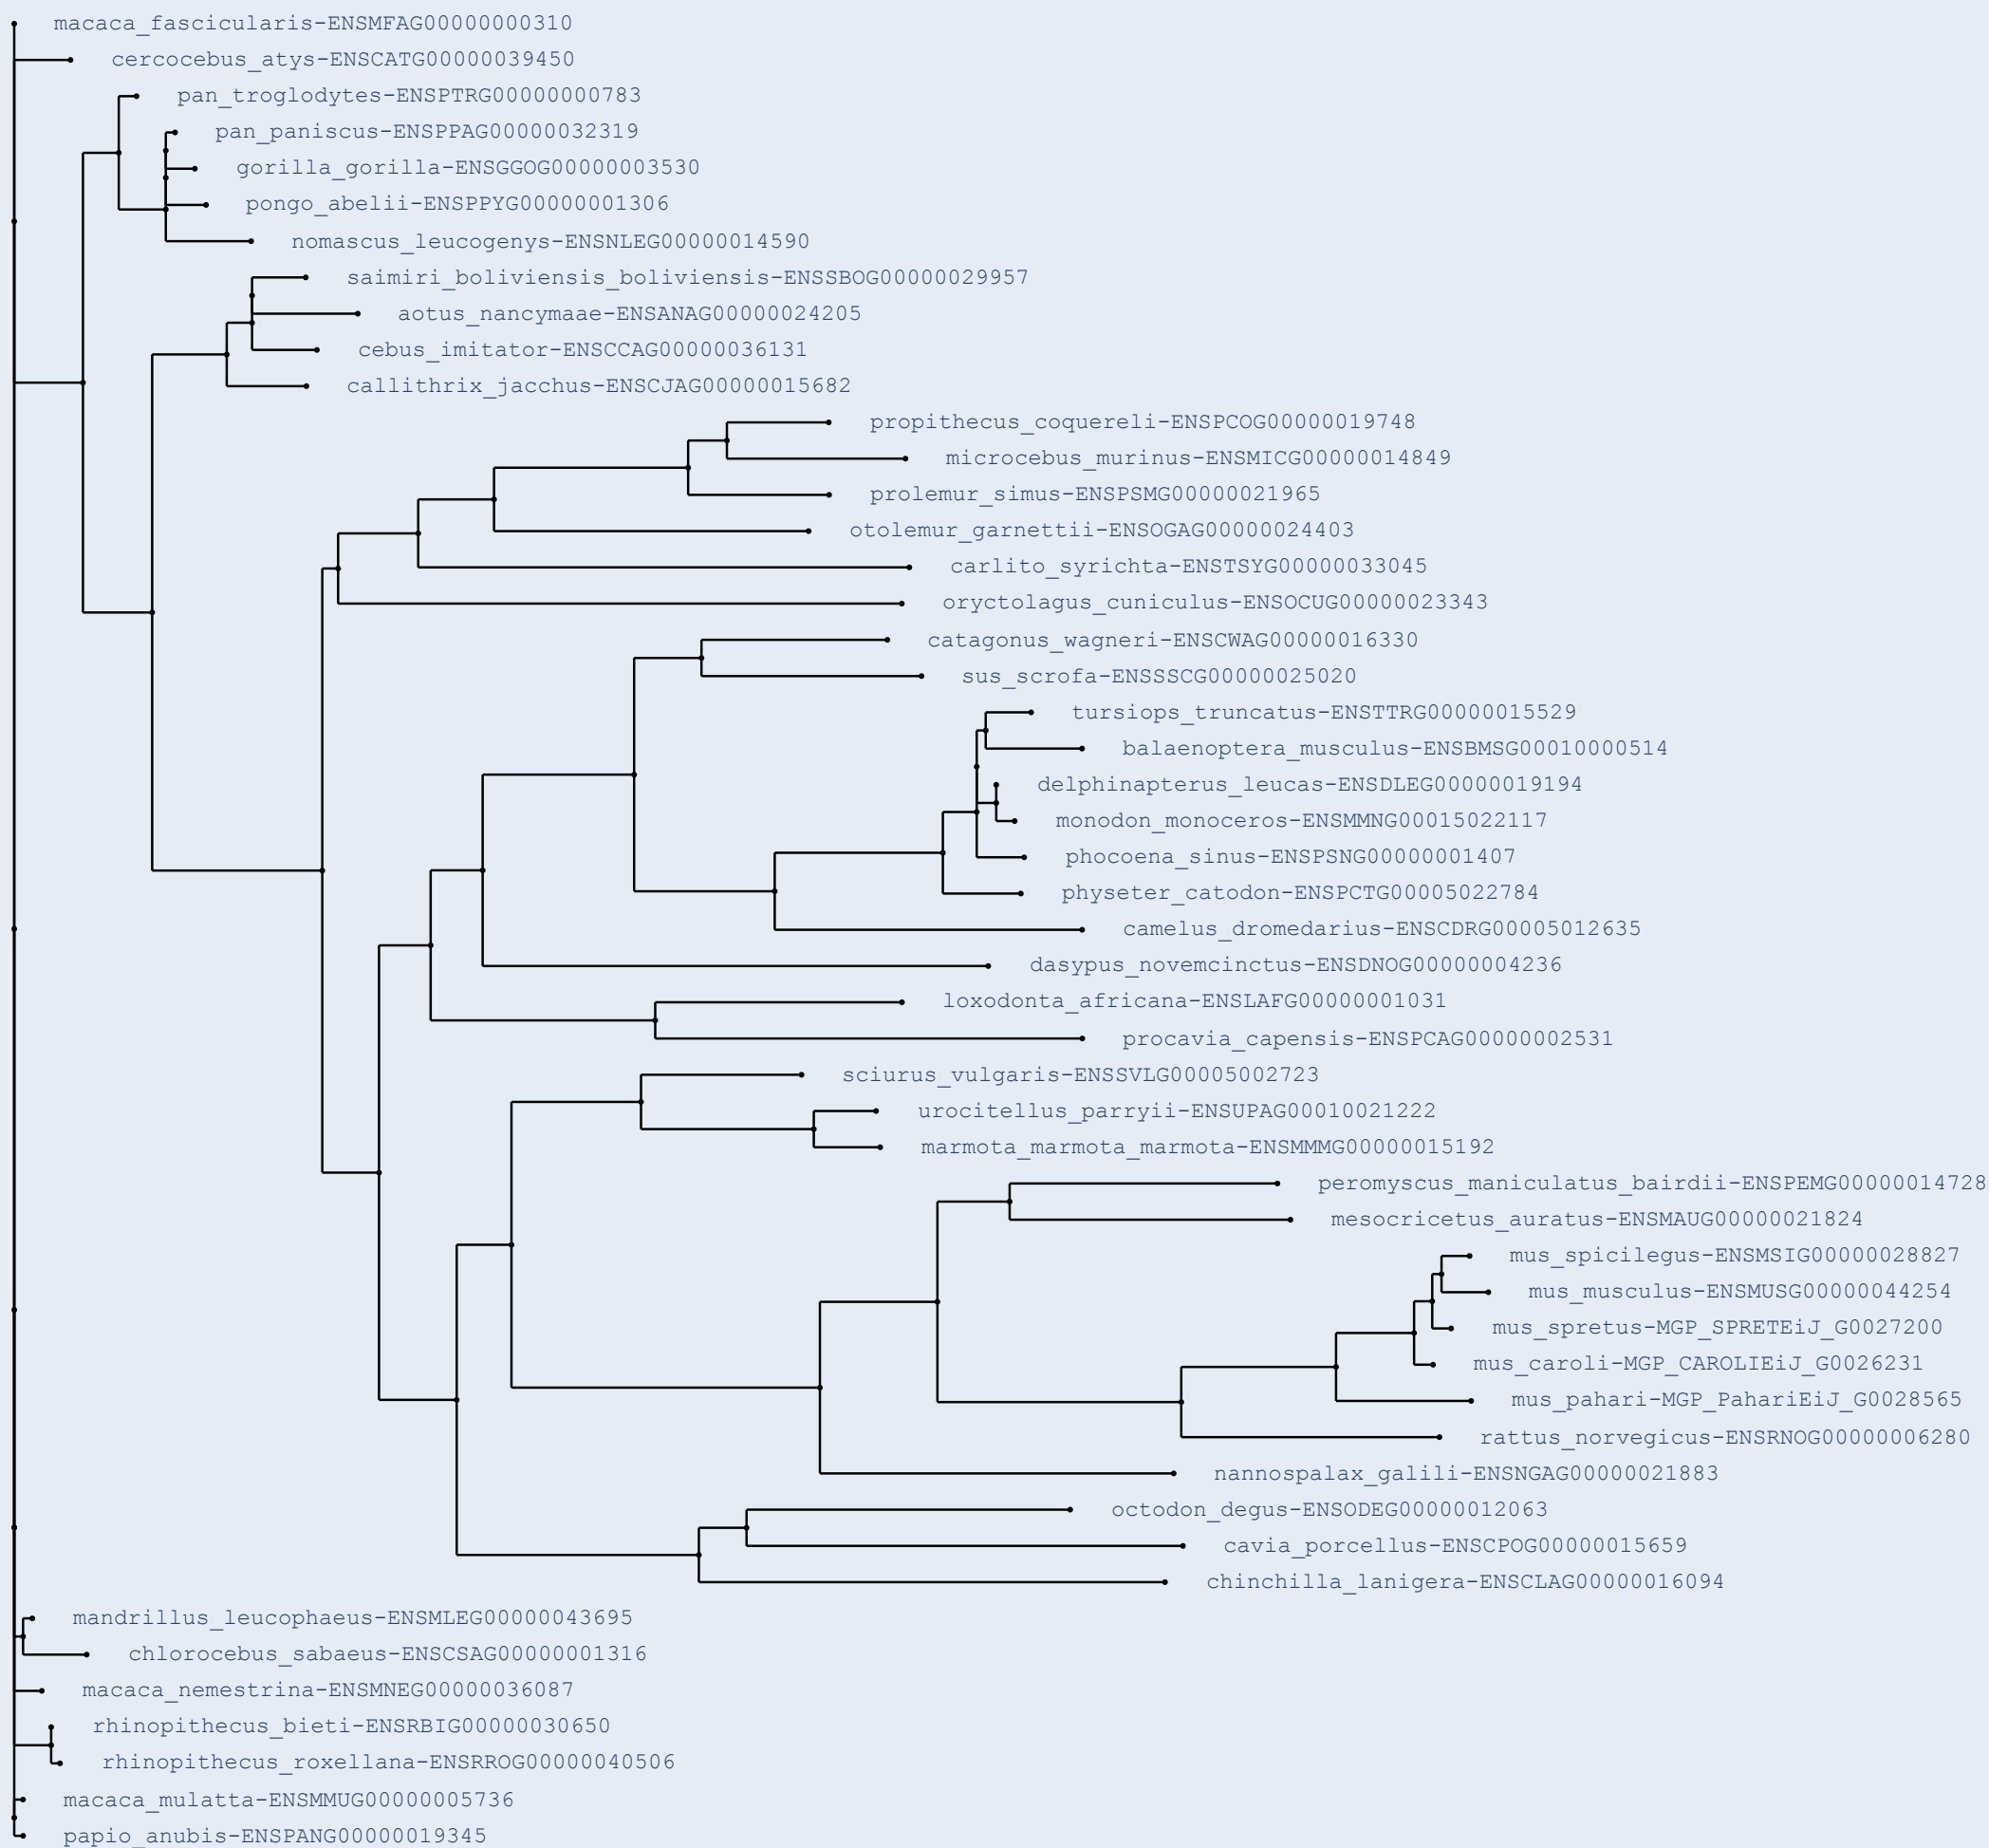 macaca_fascicularis-ENSMFAG00000000310
cercocebus_atys-ENSCATG00000039450
pan_troglodytes-ENSPTRG00000000783
pan_paniscus-ENSPPAG00000032319
gorilla_gorilla-ENSGGOG00000003530
pongo_abelii-ENSPPYG00000001306
nomascus_leucogenys-ENSNLEG00000014590
saimiri_boliviensis_boliviensis-ENSSBOG00000029957
aotus_nancymaae-ENSANAG00000024205
cebus_imitator-ENSCCAG00000036131
callithrix_jacchus-ENSCJAG00000015682
propithecus_coquereli-ENSPCOG00000019748
microcebus_murinus-ENSMICG00000014849
prolemur_simus-ENSPSMG00000021965
otolemur_garnettii-ENSOGAG00000024403
carlito_syrichta-ENSTSYG00000033045
oryctolagus_cuniculus-ENSOCUG00000023343
catagonus_wagneri-ENSCWAG00000016330
sus_scrofa-ENSSSCG00000025020
tursiops_truncatus-ENSTTRG00000015529
balaenoptera_musculus-ENSBMSG00010000514
delphinapterus_leucas-ENSDLEG00000019194
monodon_monoceros-ENSMMNG00015022117
phocoena_sinus-ENSPSNG00000001407
physeter_catodon-ENSPCTG00005022784
camelus_dromedarius-ENSCDRG00005012635
dasypus_novemcinctus-ENSDNOG00000004236
loxodonta_africana-ENSLAFG00000001031
procavia_capensis-ENSPCAG00000002531
sciurus_vulgaris-ENSSVLG00005002723
urocitellus_parryii-ENSUPAG00010021222
marmota_marmota_marmota-ENSMMMG00000015192
peromyscus_maniculatus_bairdii-ENSPEMG00000014728
mesocricetus_auratus-ENSMAUG00000021824
mus_spicilegus-ENSMSIG00000028827
mus_musculus-ENSMUSG00000044254
mus_spretus-MGP_SPRETEiJ_G0027200
mus_caroli-MGP_CAROLIEiJ_G0026231
mus_pahari-MGP_PahariEiJ_G0028565
rattus_norvegicus-ENSRNOG00000006280
nannospalax_galili-ENSNGAG00000021883
octodon_degus-ENSODEG00000012063
cavia_porcellus-ENSCPOG00000015659
chinchilla_lanigera-ENSCLAG00000016094
mandrillus_leucophaeus-ENSMLEG00000043695
chlorocebus_sabaeus-ENSCSAG00000001316
macaca_nemestrina-ENSMNEG00000036087
rhinopithecus_bieti-ENSRBIG00000030650
rhinopithecus_roxellana-ENSRROG00000040506
macaca_mulatta-ENSMMUG00000005736
papio_anubis-ENSPANG00000019345